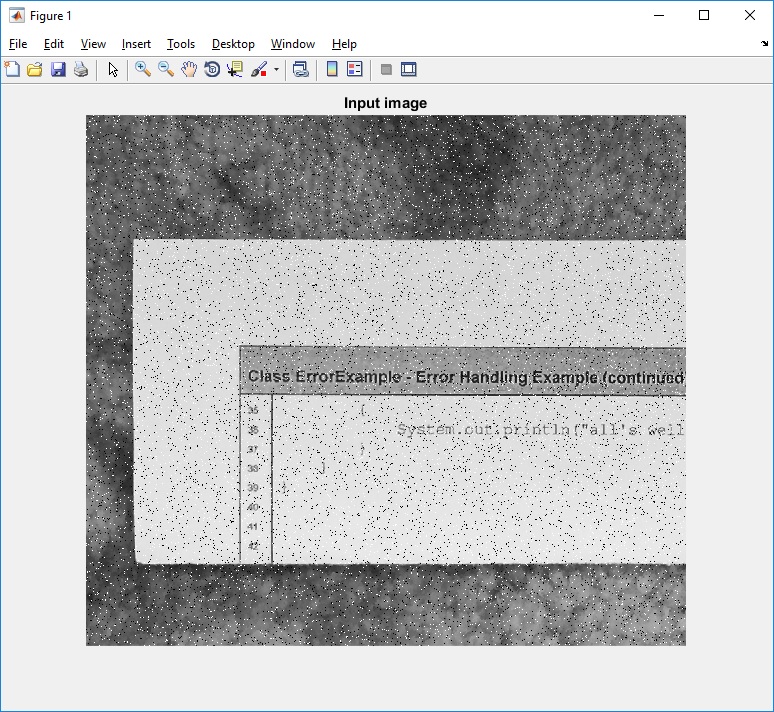 Figure 1
File Edit View Insert Tools Desktop Window Help
Input image
Class ErrorExample - Error Handling Example (continued
35 {
36 System.out.println("all's well
37 }
38 }
39 }
40
41
42